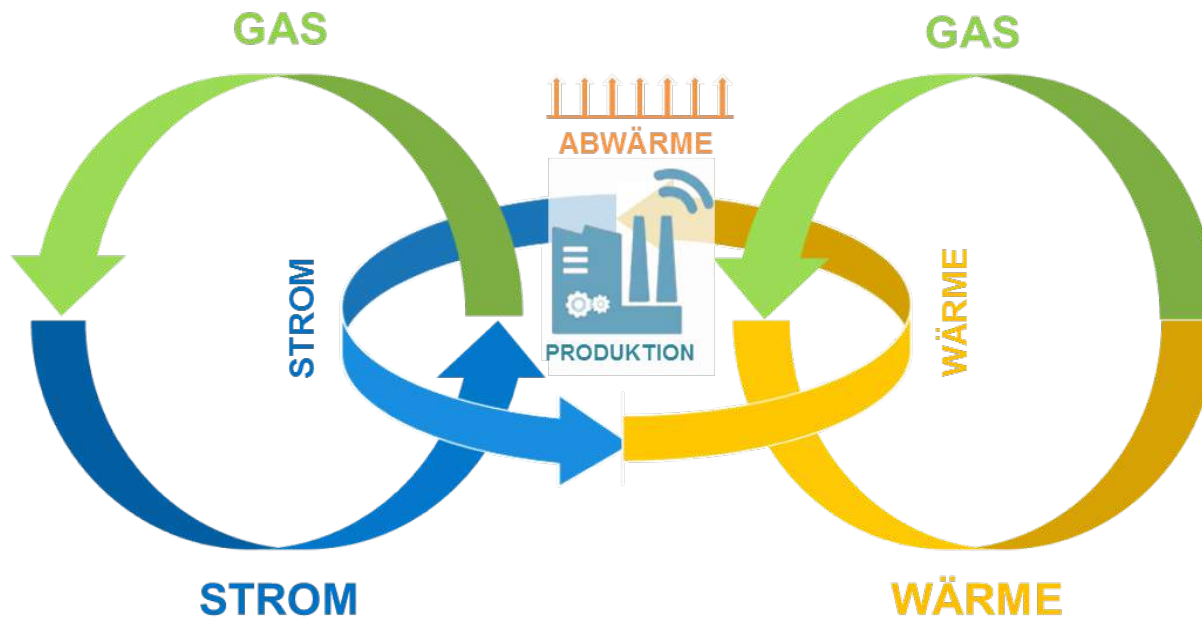 GAS
GAS
ABWÄRME
STROM
WÄRME
PRODUKTION
STROM
WÄRME